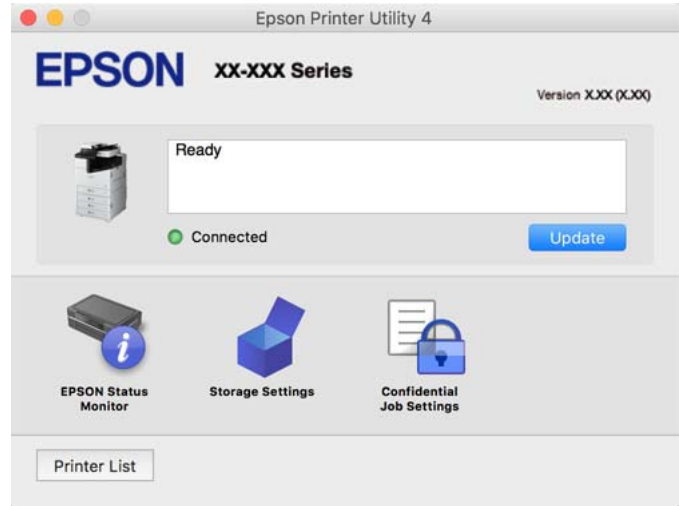 Epson Printer Utility 4
EPSON
XX-XXX Series
Version X.XX (X.XX)
Ready
Connected
Update
EPSON Status
Monitor
Storage Settings
Confidential
Job Settings
Printer List